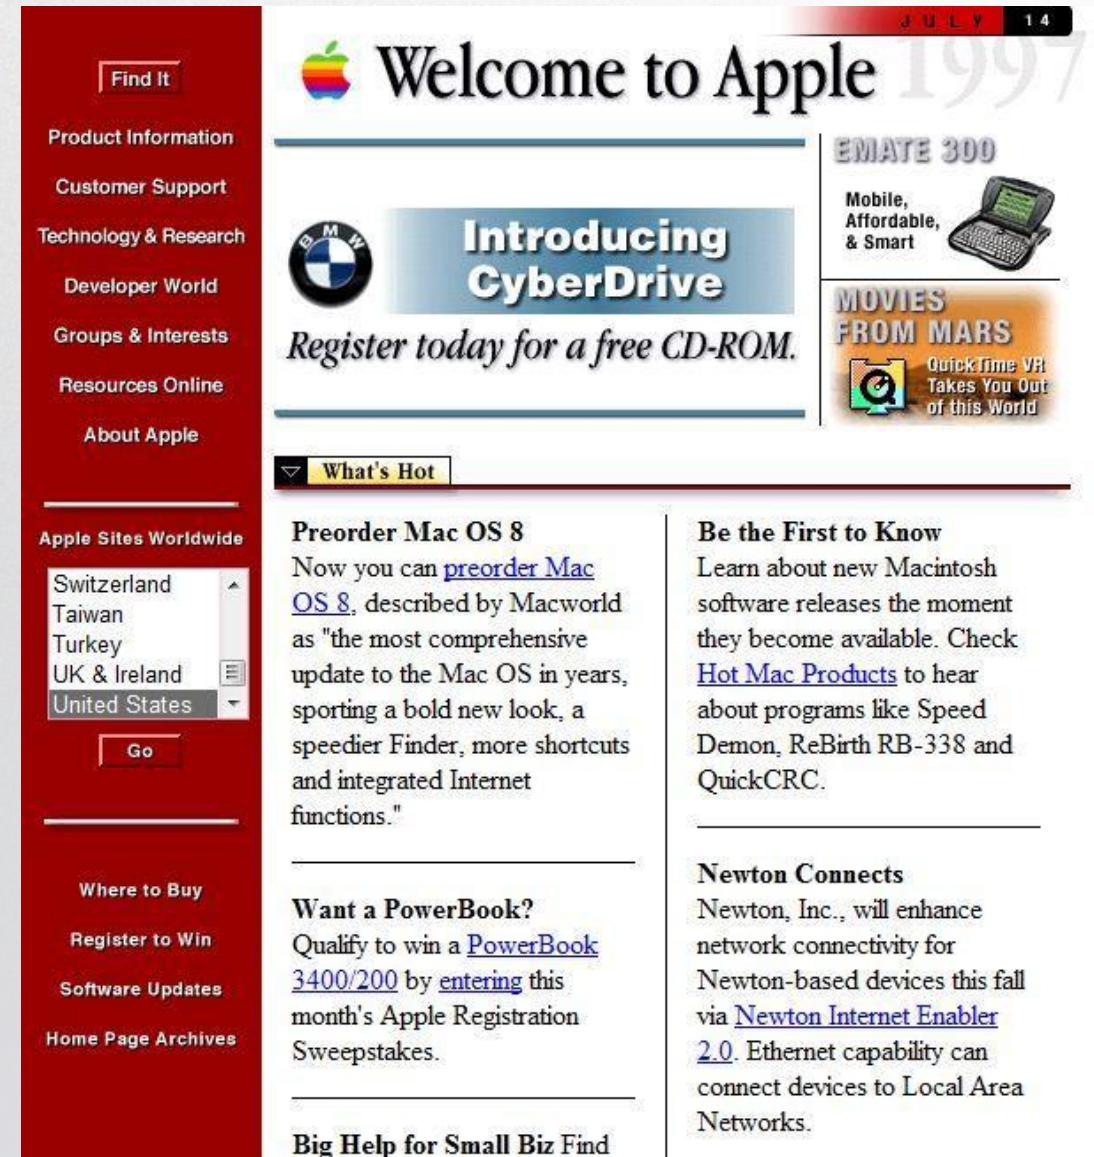 JULY 14
1997
Welcome to Apple
Find It
Product Information
Customer Support
Technology & Research
Developer World
Groups & Interests
Resources Online
About Apple
Apple Sites Worldwide
Switzerland
Taiwan
Turkey
UK & Ireland
United States
Go
Where to Buy
Register to Win
Software Updates
Home Page Archives
BMW
Introducing
CyberDrive
Register today for a free CD-ROM.
EMATE 300
Mobile,
Affordable,
& Smart
MOVIES
FROM MARS
QuickTime VR
Takes You Out
of this World
What's Hot
Preorder Mac OS 8
Now you can preorder Mac
OS 8, described by Macworld
as "the most comprehensive
update to the Mac OS in years,
sporting a bold new look, a
speedier Finder, more shortcuts
and integrated Internet
functions."
Want a PowerBook?
Qualify to win a PowerBook
3400/200 by entering this
month's Apple Registration
Sweepstakes.
Big Help for Small Biz Find
Be the First to Know
Learn about new Macintosh
software releases the moment
they become available. Check
Hot Mac Products to hear
about programs like Speed
Demon, ReBirth RB-338 and
QuickCRC.
Newton Connects
Newton, Inc., will enhance
network connectivity for
Newton-based devices this fall
via Newton Internet Enabler
2.0. Ethernet capability can
connect devices to Local Area
Networks.